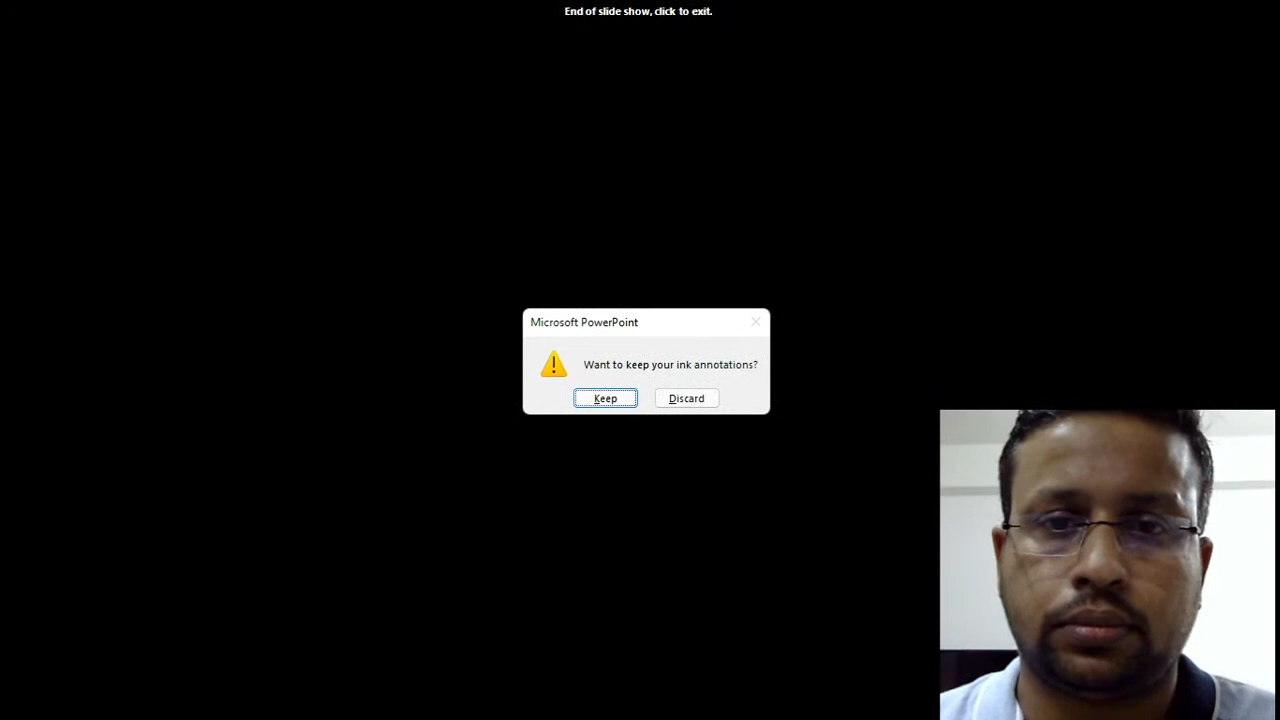 End of slide show, click to exit.
Microsoft PowerPoint
Want to keep your ink annotations?
Keep
Discard